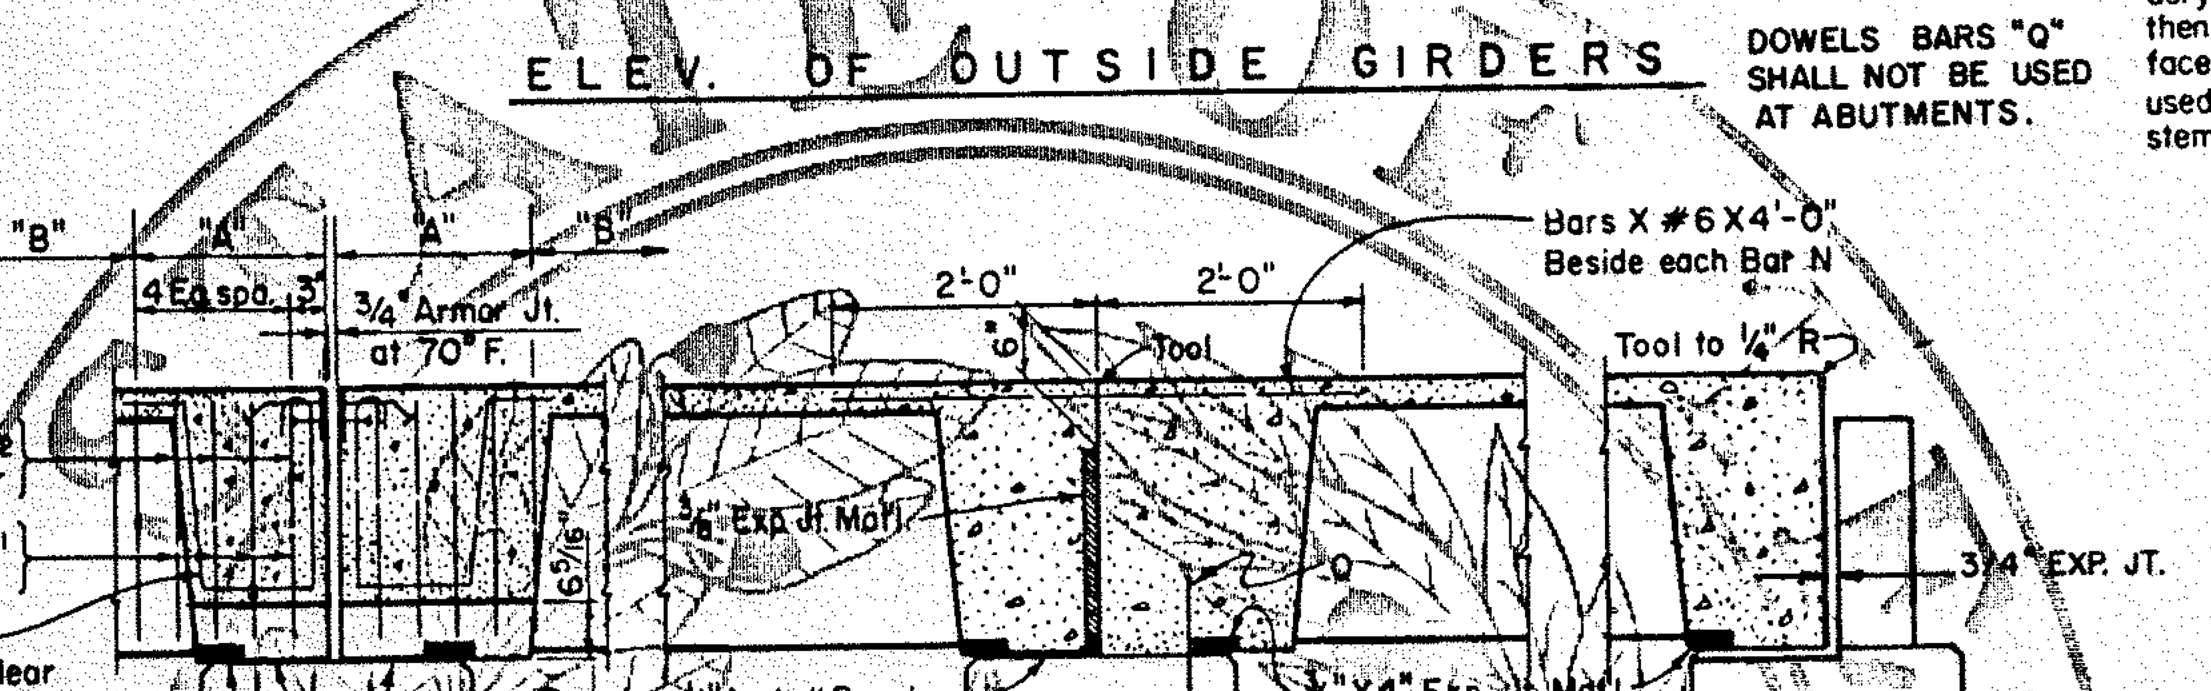 ELEV. OF OUTSIDE GIRDERS
DOWELS BARS "Q"
SHALL NOT BE USED
AT ABUTMENTS.
then
face
used
stem
"B"
"A"
"A"
"B"
4 Eq. spa.
3"
3/4" Armor Jt.
at 70° F.
2'-0"
2'-0"
6"
Tool
Bars X #6 X 4'-0"
Beside each Bar N
Tool to 1/4" R
3/8" Exp. Jt. Mat'l.
6 5/16"
Q
3/4" EXP. JT.
lear